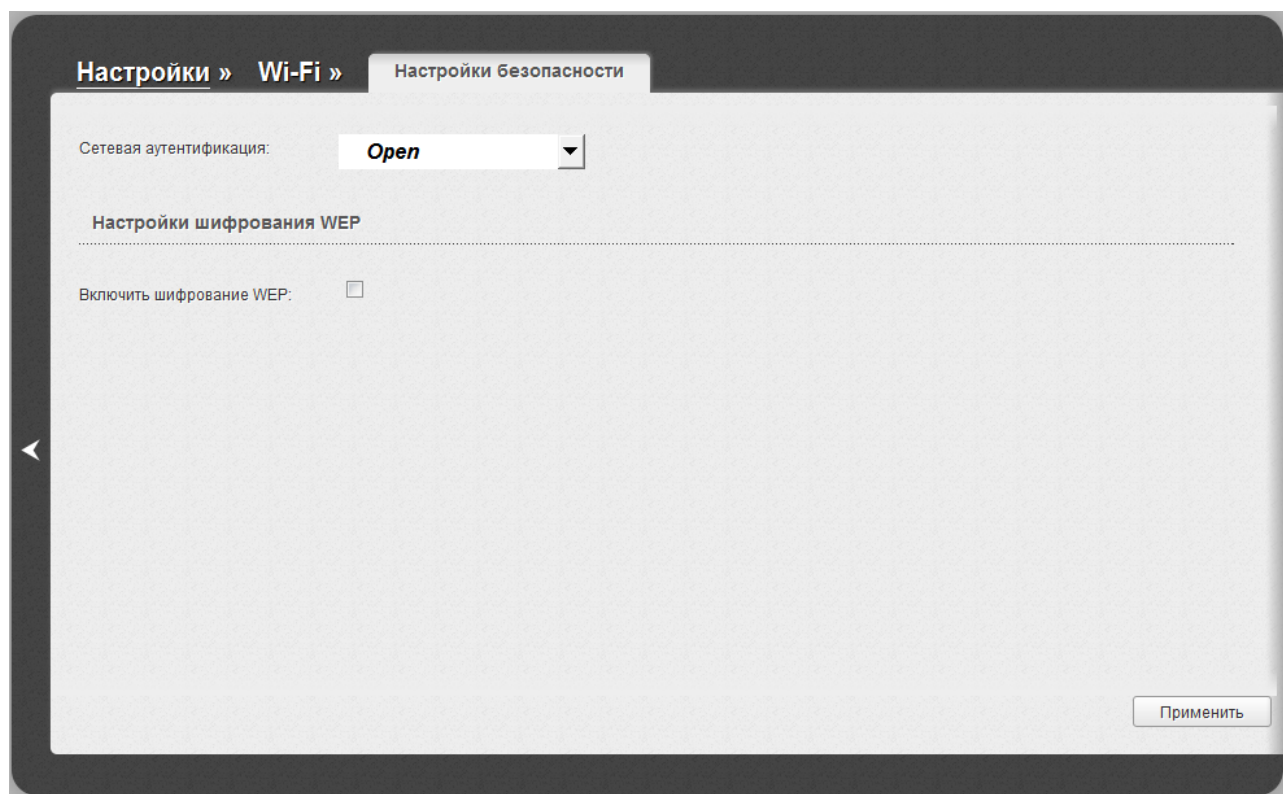 Настройки » Wi-Fi » Настройки безопасности
Сетевая аутентификация: Open
Настройки шифрования WEP
Включить шифрование WEP:
Применить